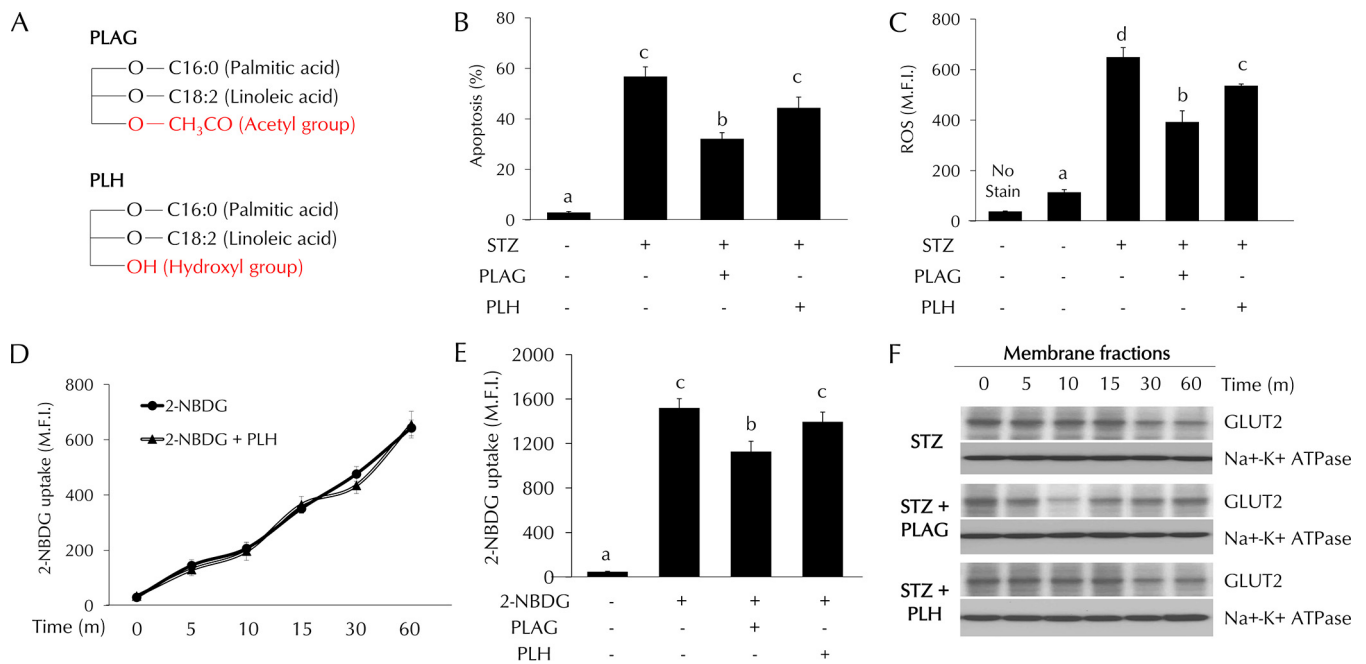 A
PLAG
O — C16:0 (Palmitic acid)
O — C18:2 (Linoleic acid)
O — CH₃CO (Acetyl group)
PLH
O — C16:0 (Palmitic acid)
O — C18:2 (Linoleic acid)
OH (Hydroxyl group)
B
Apoptosis (%)
80
60
40
20
0
a
c
b
c
STZ - + + +
PLAG - - + -
PLH - - - +
C
ROS (M.F.I.)
800
600
400
200
0
No
Stain
a
d
b
c
STZ - - + + +
PLAG - - - + -
PLH - - - - +
D
2-NBDG uptake (M.F.I.)
800
600
400
200
0
2-NBDG
2-NBDG + PLH
Time (m) 0 5 10 15 30 60
E
2-NBDG uptake (M.F.I.)
2000
1600
1200
800
400
0
a
c
b
c
2-NBDG - + + +
PLAG - - + -
PLH - - - +
F
Membrane fractions
0 5 10 15 30 60 Time (m)
STZ
GLUT2
Na+-K+ ATPase
STZ +
PLAG
GLUT2
Na+-K+ ATPase
STZ +
PLH
GLUT2
Na+-K+ ATPase